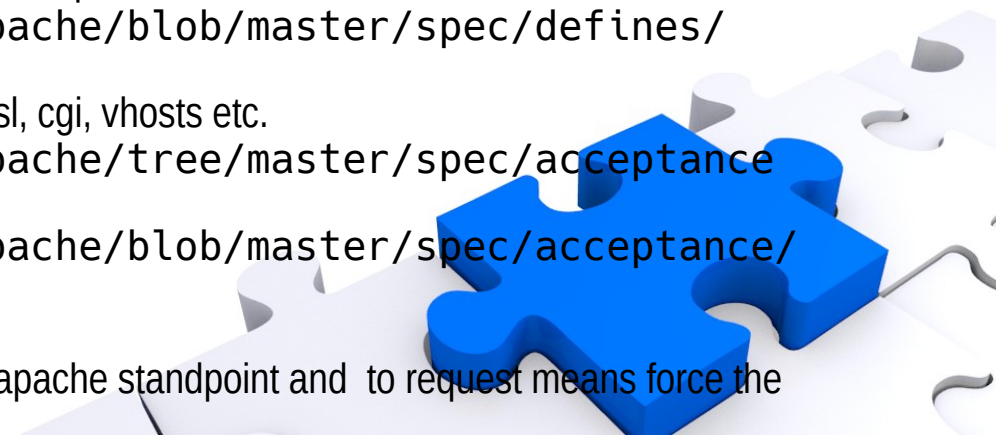 pache/blob/master/spec/defines/
sl, cgi, vhosts etc.
pache/tree/master/spec/acceptance
pache/blob/master/spec/acceptance/
apache standpoint and  to request means force the